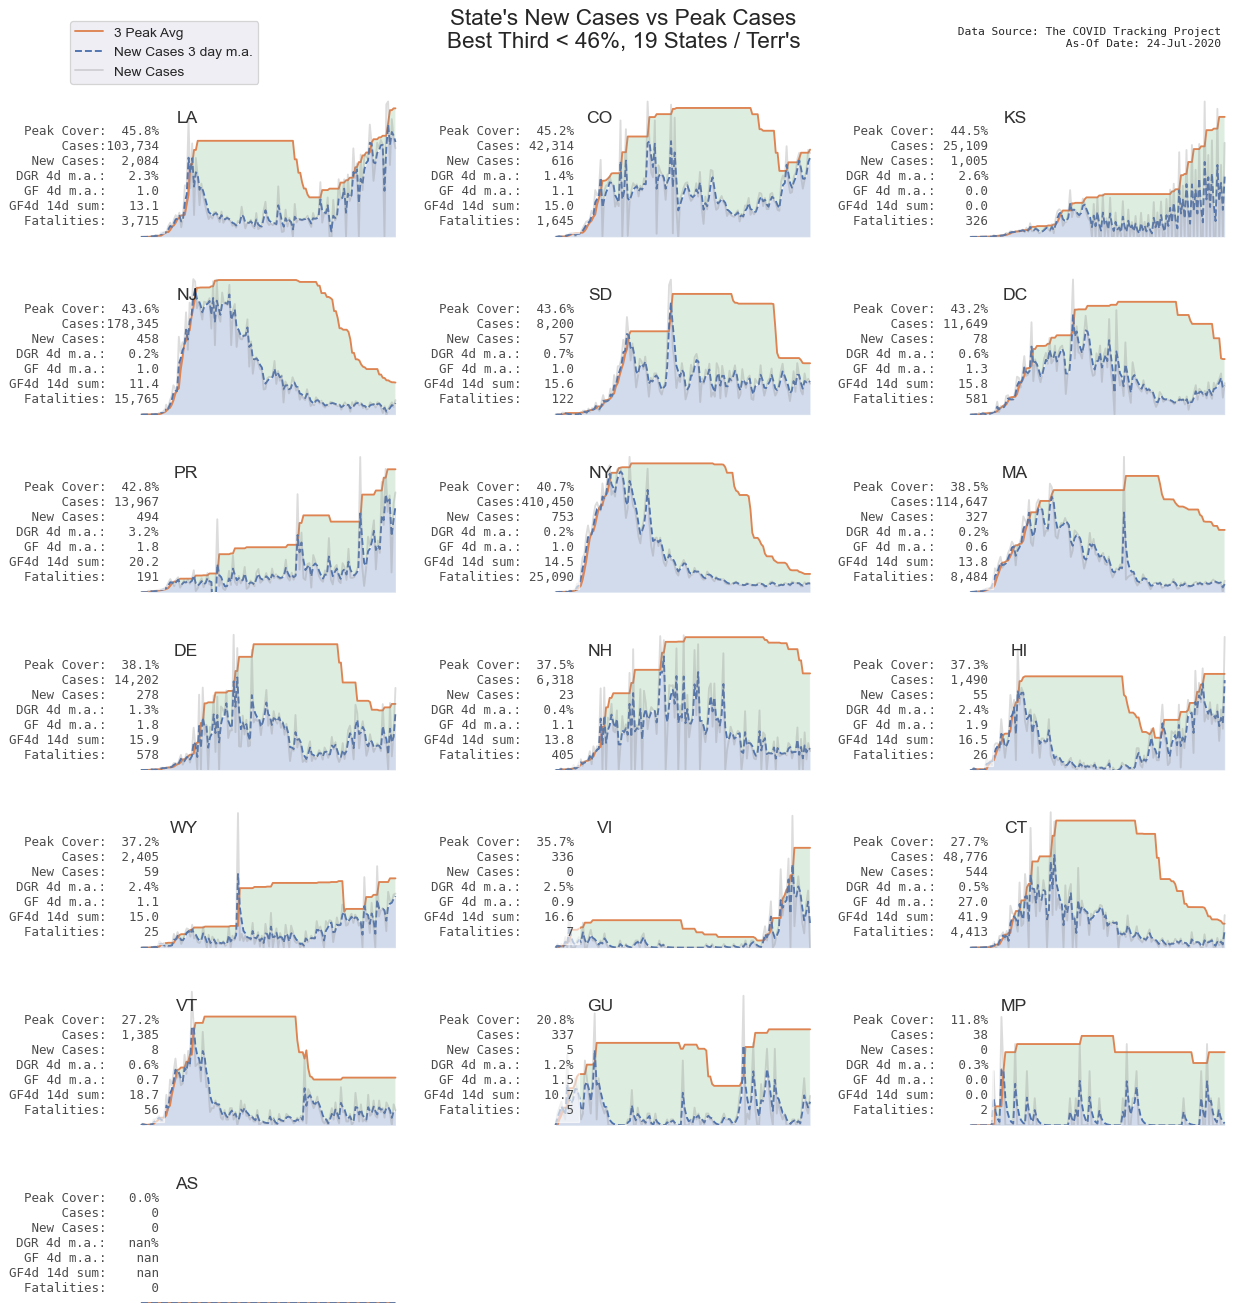 State's New Cases vs Peak Cases
Best Third < 46%, 19 States / Terr's
3 Peak Avg
New Cases 3 day m.a.
New Cases
Data Source: The COVID Tracking Project
As-Of Date: 24-Jul-2020
LA
Peak Cover: 45.8%
Cases:103,734
New Cases: 2,084
DGR 4d m.a.: 2.3%
GF 4d m.a.: 1.0
GF4d 14d sum: 13.1
Fatalities: 3,715
CO
Peak Cover: 45.2%
Cases: 42,314
New Cases: 616
DGR 4d m.a.: 1.4%
GF 4d m.a.: 1.1
GF4d 14d sum: 15.0
Fatalities: 1,645
KS
Peak Cover: 44.5%
Cases: 25,109
New Cases: 1,005
DGR 4d m.a.: 2.6%
GF 4d m.a.: 0.0
GF4d 14d sum: 0.0
Fatalities: 326
NJ
Peak Cover: 43.6%
Cases:178,345
New Cases: 458
DGR 4d m.a.: 0.2%
GF 4d m.a.: 1.0
GF4d 14d sum: 11.4
Fatalities: 15,765
SD
Peak Cover: 43.6%
Cases: 8,200
New Cases: 57
DGR 4d m.a.: 0.7%
GF 4d m.a.: 1.0
GF4d 14d sum: 15.6
Fatalities: 122
DC
Peak Cover: 43.2%
Cases: 11,649
New Cases: 78
DGR 4d m.a.: 0.6%
GF 4d m.a.: 1.3
GF4d 14d sum: 15.8
Fatalities: 581
PR
Peak Cover: 42.8%
Cases: 13,967
New Cases: 494
DGR 4d m.a.: 3.2%
GF 4d m.a.: 1.8
GF4d 14d sum: 20.2
Fatalities: 191
NY
Peak Cover: 40.7%
Cases:410,450
New Cases: 753
DGR 4d m.a.: 0.2%
GF 4d m.a.: 1.0
GF4d 14d sum: 14.5
Fatalities: 25,090
MA
Peak Cover: 38.5%
Cases:114,647
New Cases: 327
DGR 4d m.a.: 0.2%
GF 4d m.a.: 0.6
GF4d 14d sum: 13.8
Fatalities: 8,484
DE
Peak Cover: 38.1%
Cases: 14,202
New Cases: 278
DGR 4d m.a.: 1.3%
GF 4d m.a.: 1.8
GF4d 14d sum: 15.9
Fatalities: 578
NH
Peak Cover: 37.5%
Cases: 6,318
New Cases: 23
DGR 4d m.a.: 0.4%
GF 4d m.a.: 1.1
GF4d 14d sum: 13.8
Fatalities: 405
HI
Peak Cover: 37.3%
Cases: 1,490
New Cases: 55
DGR 4d m.a.: 2.4%
GF 4d m.a.: 1.9
GF4d 14d sum: 16.5
Fatalities: 26
WY
Peak Cover: 37.2%
Cases: 2,405
New Cases: 59
DGR 4d m.a.: 2.4%
GF 4d m.a.: 1.1
GF4d 14d sum: 15.0
Fatalities: 25
VI
Peak Cover: 35.7%
Cases: 336
New Cases: 0
DGR 4d m.a.: 2.5%
GF 4d m.a.: 0.9
GF4d 14d sum: 16.6
Fatalities: 7
CT
Peak Cover: 27.7%
Cases: 48,776
New Cases: 544
DGR 4d m.a.: 0.5%
GF 4d m.a.: 27.0
GF4d 14d sum: 41.9
Fatalities: 4,413
VT
Peak Cover: 27.2%
Cases: 1,385
New Cases: 8
DGR 4d m.a.: 0.6%
GF 4d m.a.: 0.7
GF4d 14d sum: 18.7
Fatalities: 56
GU
Peak Cover: 20.8%
Cases: 337
New Cases: 5
DGR 4d m.a.: 1.2%
GF 4d m.a.: 1.5
GF4d 14d sum: 10.7
Fatalities: 5
MP
Peak Cover: 11.8%
Cases: 38
New Cases: 0
DGR 4d m.a.: 0.3%
GF 4d m.a.: 0.0
GF4d 14d sum: 0.0
Fatalities: 2
AS
Peak Cover: 0.0%
Cases: 0
New Cases: 0
DGR 4d m.a.: nan%
GF 4d m.a.: nan
GF4d 14d sum: nan
Fatalities: 0